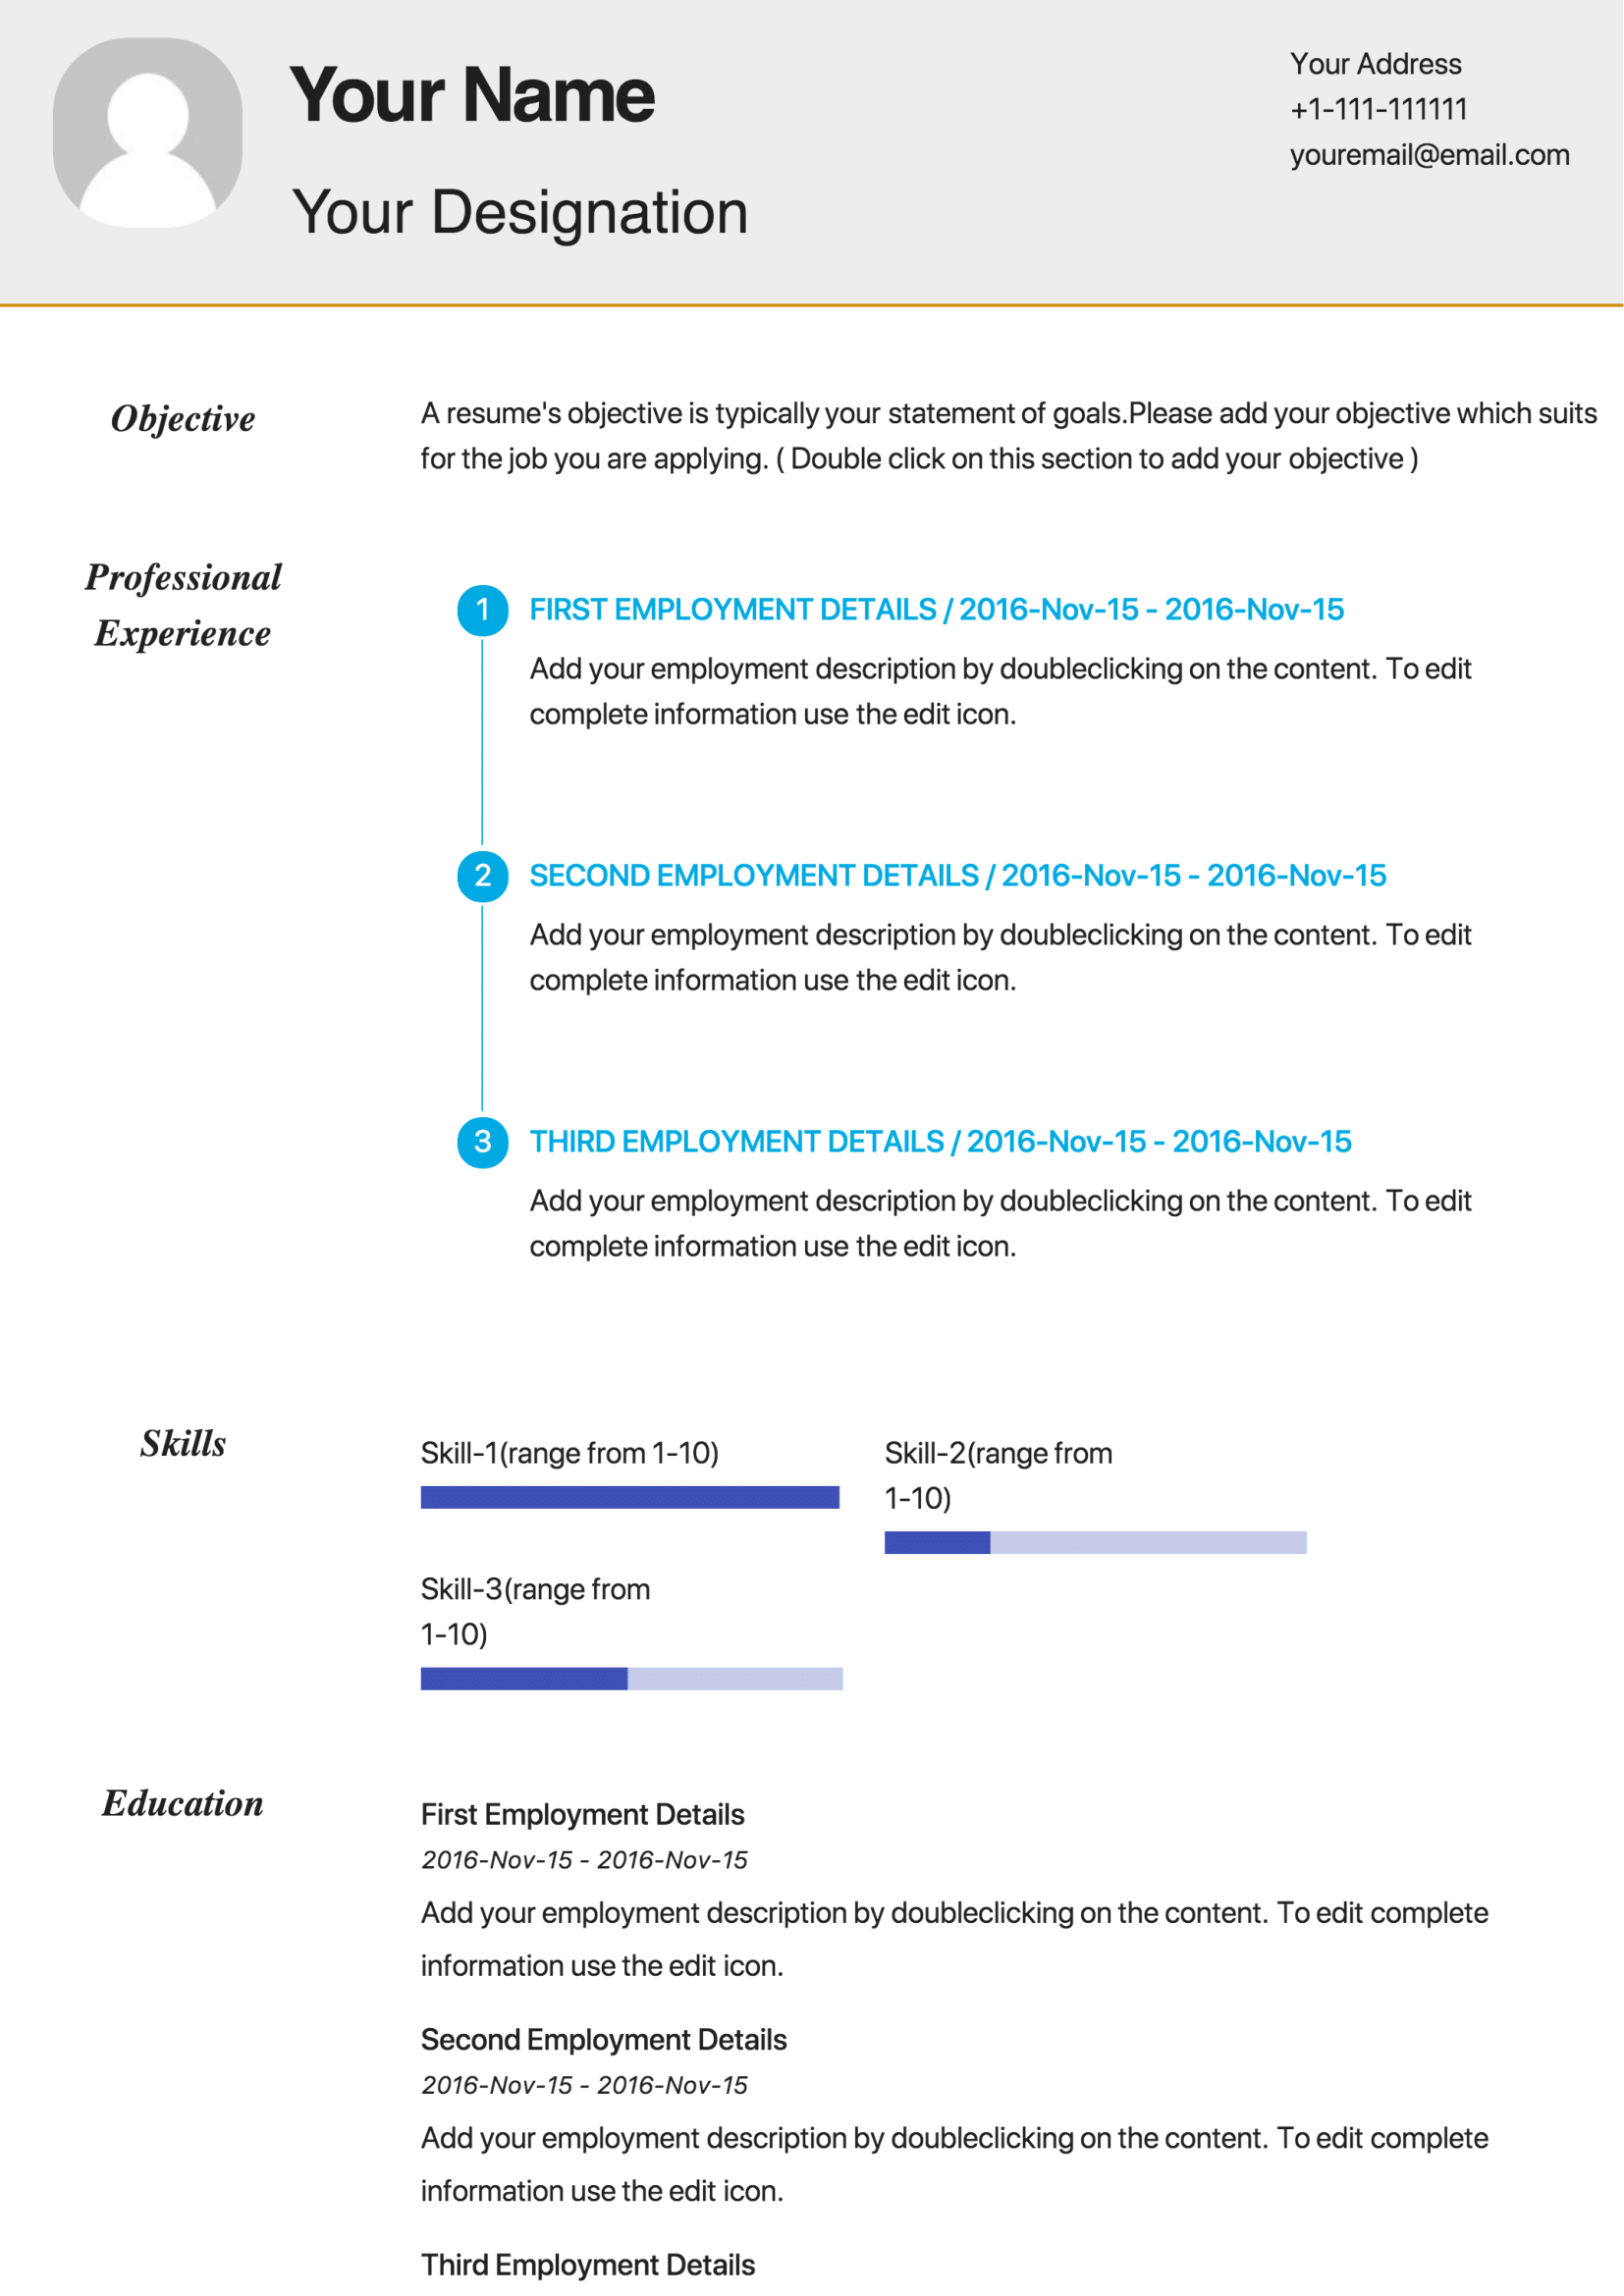 Your Name
Your Designation
Your Address
+1-111-111111
youremail@email.com
Objective
A resume's objective is typically your statement of goals.Please add your objective which suits
for the job you are applying. ( Double click on this section to add your objective )
Professional
Experience
1 FIRST EMPLOYMENT DETAILS / 2016-Nov-15 - 2016-Nov-15
Add your employment description by doubleclicking on the content. To edit
complete information use the edit icon.
2 SECOND EMPLOYMENT DETAILS / 2016-Nov-15 - 2016-Nov-15
Add your employment description by doubleclicking on the content. To edit
complete information use the edit icon.
3 THIRD EMPLOYMENT DETAILS / 2016-Nov-15 - 2016-Nov-15
Add your employment description by doubleclicking on the content. To edit
complete information use the edit icon.
Skills
Skill-1(range from 1-10)
Skill-2(range from
1-10)
Skill-3(range from
1-10)
Education
First Employment Details
2016-Nov-15 - 2016-Nov-15
Add your employment description by doubleclicking on the content. To edit complete
information use the edit icon.
Second Employment Details
2016-Nov-15 - 2016-Nov-15
Add your employment description by doubleclicking on the content. To edit complete
information use the edit icon.
Third Employment Details